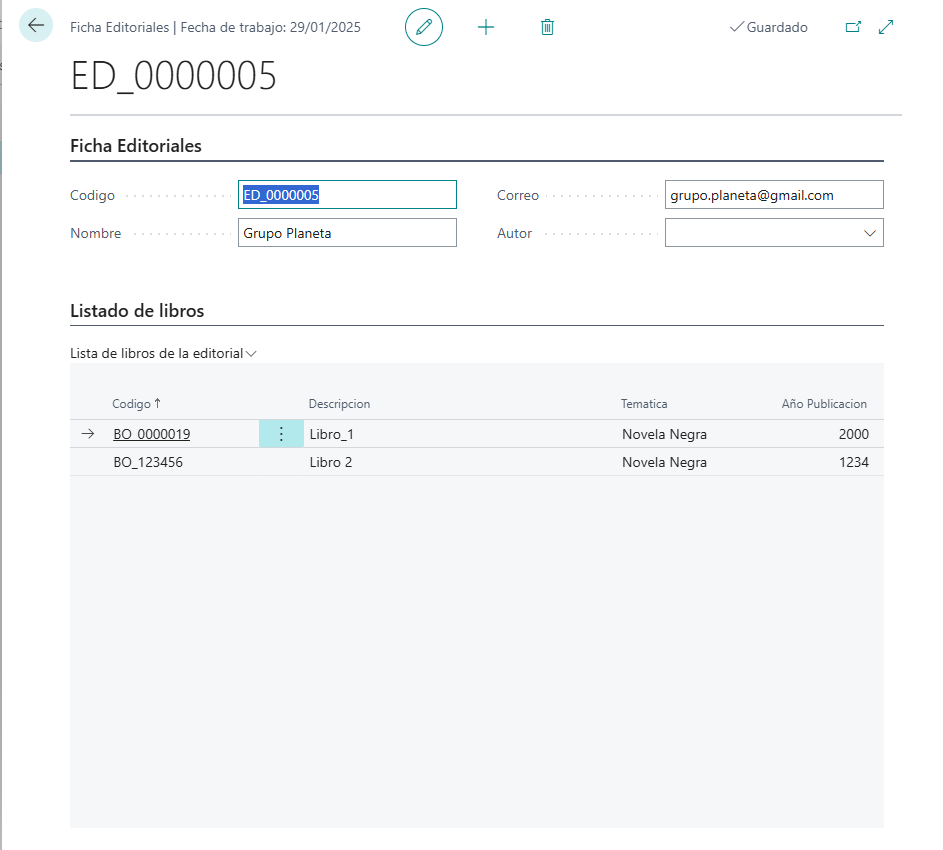 Ficha Editoriales | Fecha de trabajo: 29/01/2025
Guardado
ED_0000005
Ficha Editoriales
Codigo ED_0000005 Correo grupo.planeta@gmail.com
Nombre Grupo Planeta Autor
Listado de libros
Lista de libros de la editorial
Codigo ↑ Descripcion Tematica Año Publicacion
BO_0000019 Libro_1 Novela Negra 2000
BO_123456 Libro 2 Novela Negra 1234